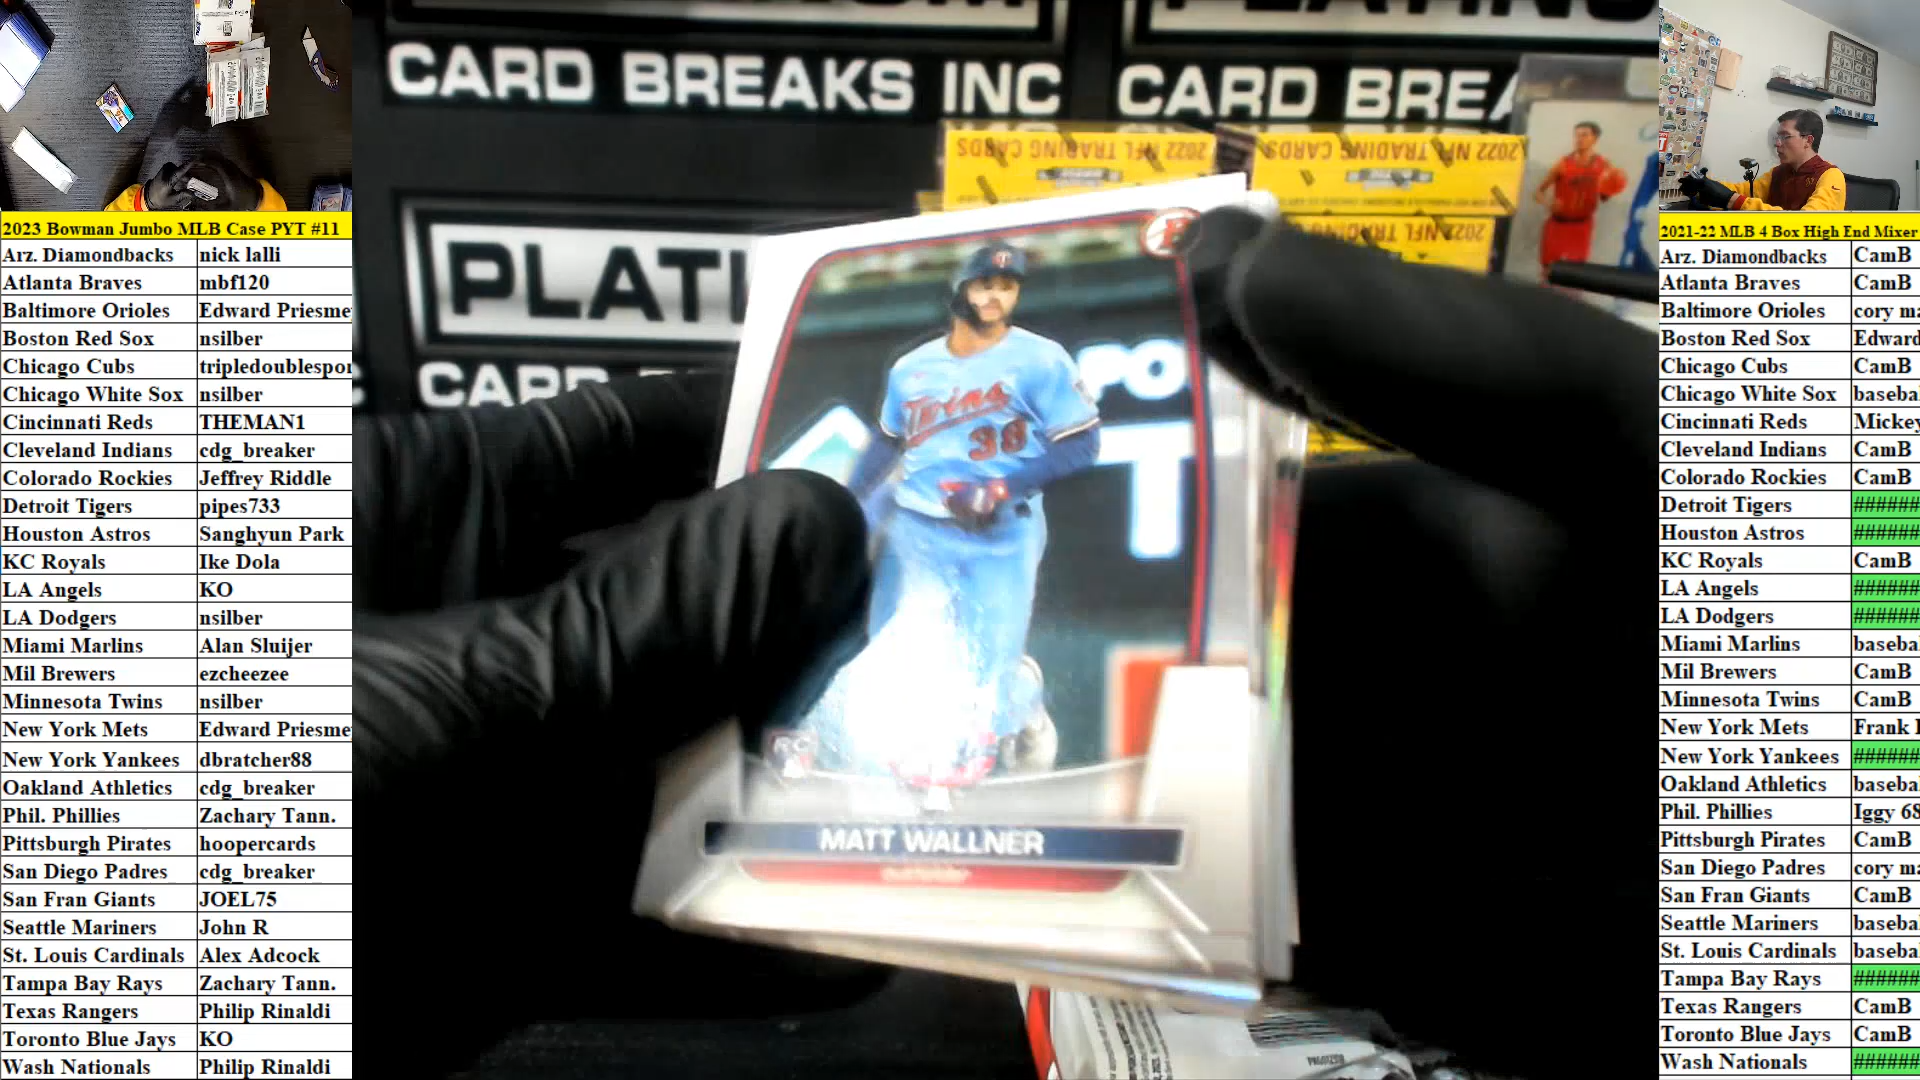 CARD BREAKS INC CARD BREA
2022 NFL TRADING CARDS
2022 NFL TRADING CARDS
2022 NFL TRADING
PLATI
CARD
Twins
38
RC
MATT WALLNER
2023 Bowman Jumbo MLB Case PYT #11
Arz. Diamondbacks nick lalli
Atlanta Braves mbf120
Baltimore Orioles Edward Priesme
Boston Red Sox nsilber
Chicago Cubs tripledoublespor
Chicago White Sox nsilber
Cincinnati Reds THEMAN1
Cleveland Indians cdg_breaker
Colorado Rockies Jeffrey Riddle
Detroit Tigers pipes733
Houston Astros Sanghyun Park
KC Royals Ike Dola
LA Angels KO
LA Dodgers nsilber
Miami Marlins Alan Sluijer
Mil Brewers ezcheezee
Minnesota Twins nsilber
New York Mets Edward Priesme
New York Yankees dbratcher88
Oakland Athletics cdg_breaker
Phil. Phillies Zachary Tann.
Pittsburgh Pirates hoopercards
San Diego Padres cdg_breaker
San Fran Giants JOEL75
Seattle Mariners John R
St. Louis Cardinals Alex Adcock
Tampa Bay Rays Zachary Tann.
Texas Rangers Philip Rinaldi
Toronto Blue Jays KO
Wash Nationals Philip Rinaldi
2021-22 MLB 4 Box High End Mixer
Arz. Diamondbacks CamB
Atlanta Braves CamB
Baltimore Orioles cory ma
Boston Red Sox Edward
Chicago Cubs CamB
Chicago White Sox baseba
Cincinnati Reds Mickey
Cleveland Indians CamB
Colorado Rockies CamB
Detroit Tigers ######
Houston Astros ######
KC Royals CamB
LA Angels ######
LA Dodgers ######
Miami Marlins baseba
Mil Brewers CamB
Minnesota Twins CamB
New York Mets Frank
New York Yankees ######
Oakland Athletics baseba
Phil. Phillies Iggy 68
Pittsburgh Pirates CamB
San Diego Padres cory ma
San Fran Giants CamB
Seattle Mariners baseba
St. Louis Cardinals baseba
Tampa Bay Rays ######
Texas Rangers CamB
Toronto Blue Jays CamB
Wash Nationals ######